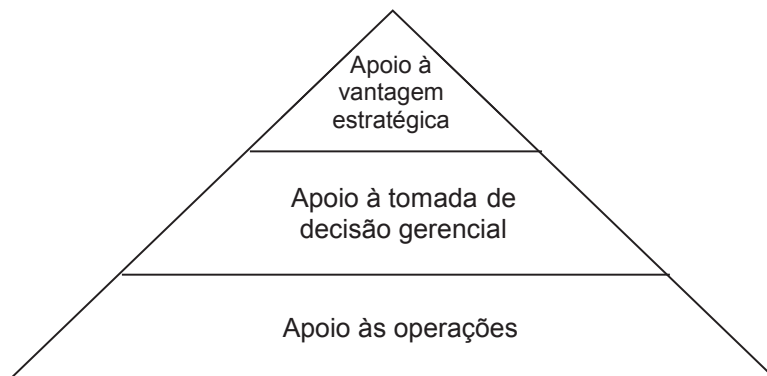 Apoio à
vantagem
estratégica
Apoio à tomada de
decisão gerencial
Apoio às operações